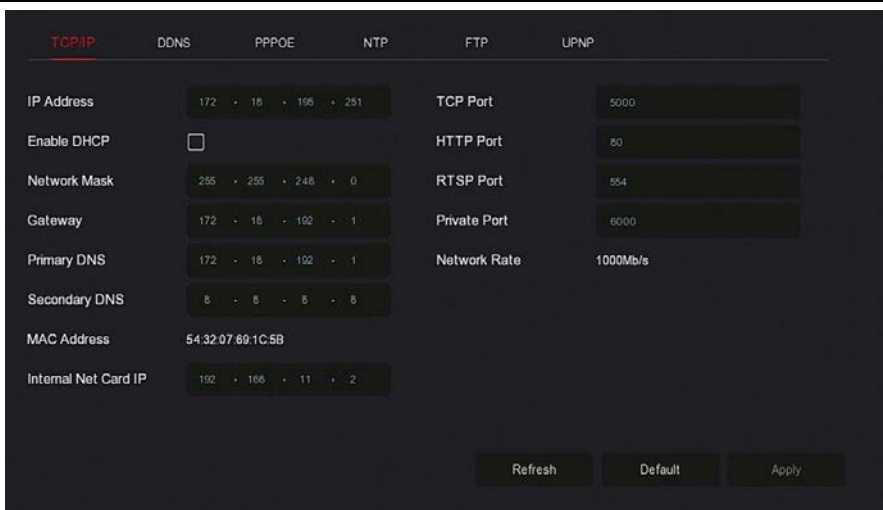 TCP/IP DDNS PPPOE NTP FTP UPNP
IP Address 172 . 18 . 195 . 251 TCP Port 5000
Enable DHCP HTTP Port 80
Network Mask 255 . 255 . 248 . 0 RTSP Port 554
Gateway 172 . 18 . 192 . 1 Private Port 6000
Primary DNS 172 . 18 . 192 . 1 Network Rate 1000Mb/s
Secondary DNS 8 . 8 . 8 . 8
MAC Address 54:32:07:69:1C:5B
Internal Net Card IP 192 . 168 . 11 . 2
Refresh Default Apply